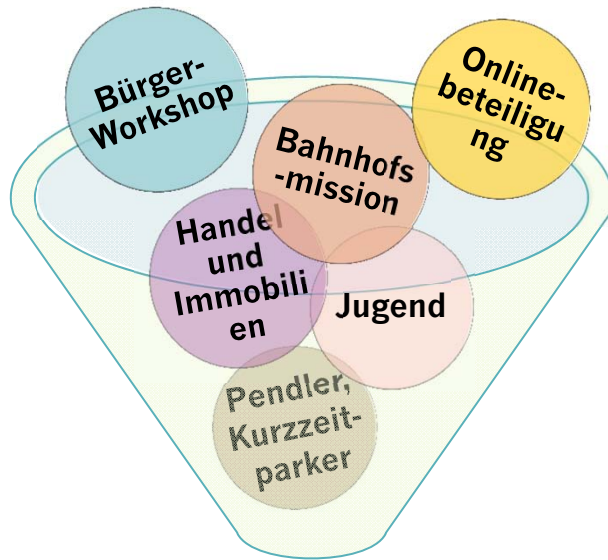 Bürger-
Workshop
Online-
beteiligu
ng
Bahnhofs
-mission
Handel
und
Immobili
en
Jugend
Pendler,
Kurzzeit-
parker